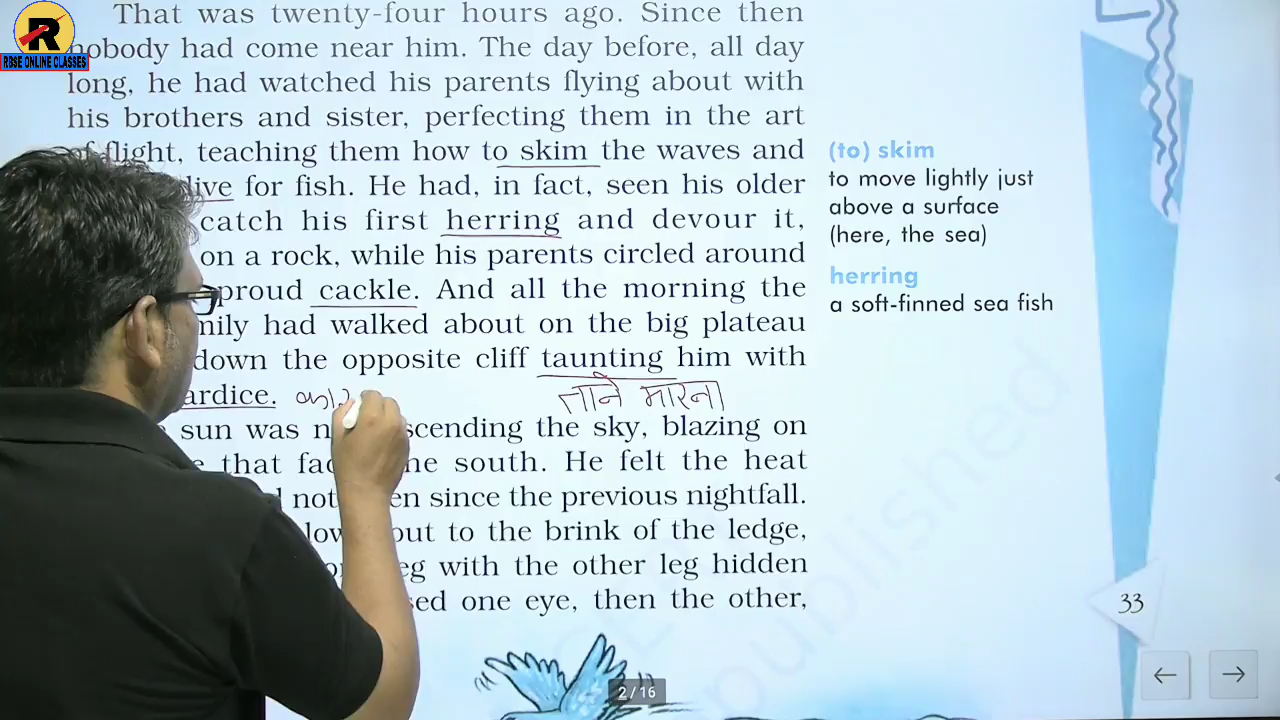 That was twenty-four hours ago. Since then
nobody had come near him. The day before, all day
long, he had watched his parents flying about with
his brothers and sister, perfecting them in the art
of flight, teaching them how to skim the waves and
dive for fish. He had, in fact, seen his older
catch his first herring and devour it,
on a rock, while his parents circled around
proud cackle. And all the morning the
mily had walked about on the big plateau
down the opposite cliff taunting him with
ardice. ताने मारना
sun was scending the sky, blazing on
that fac he south. He felt the heat
not en since the previous nightfall.
out to the brink of the ledge,
eg with the other leg hidden
sed one eye, then the other,
(to) skim
to move lightly just
above a surface
(here, the sea)
herring
a soft-finned sea fish
33
R
RBSE ONLINE CLASSES
2/16
published